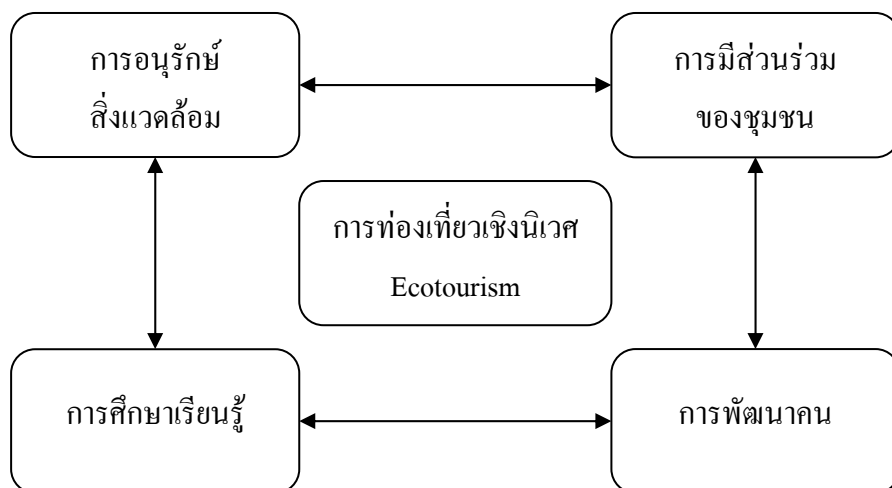 การอนุรักษ์
สิ่งแวดล้อม
การมีส่วนร่วม
ของชุมชน
การท่องเที่ยวเชิงนิเวศ
Ecotourism
การศึกษาเรียนรู้
การพัฒนาคน